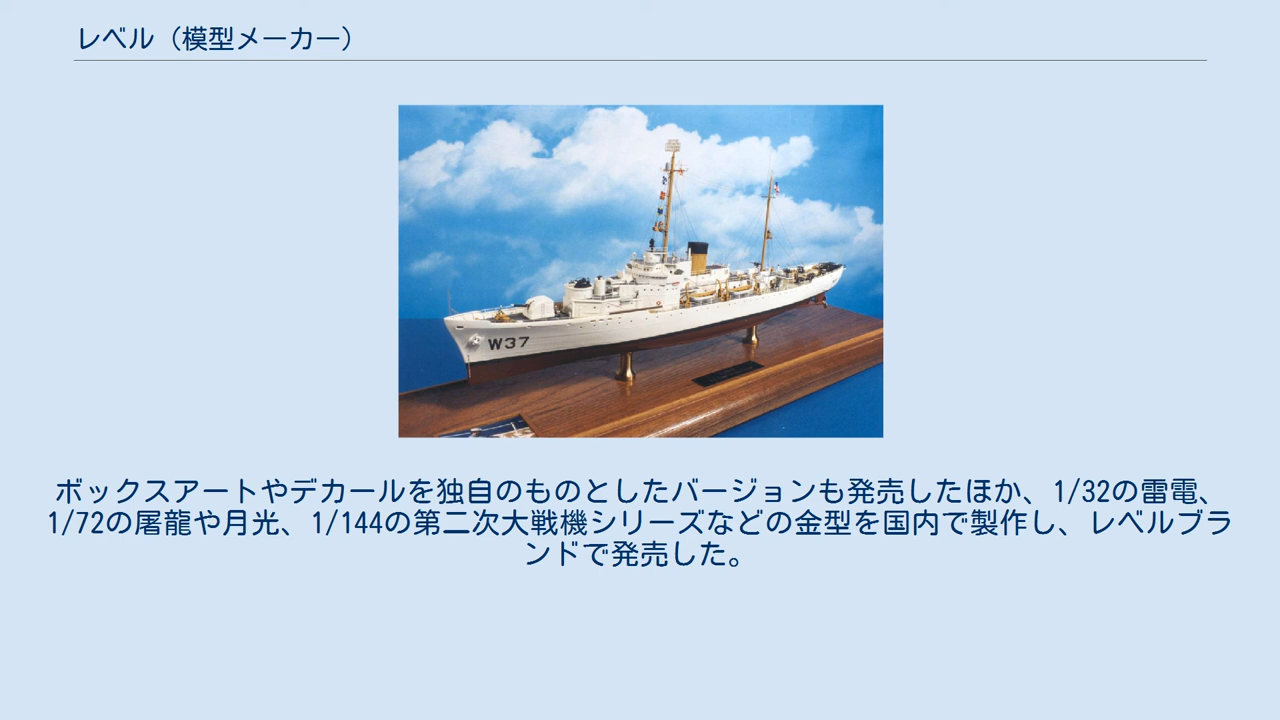 レベル（模型メーカー）
W37
ボックスアートやデカールを独自のものとしたバージョンも発売したほか、1/32の雷電、
1/72の屠龍や月光、1/144の第二次大戦機シリーズなどの金型を国内で製作し、レベルブラ
ンドで発売した。